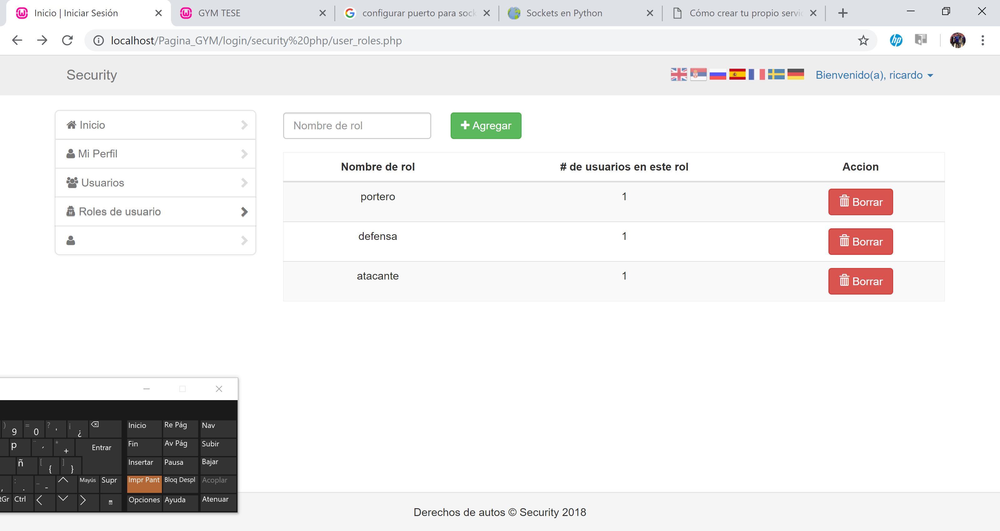 Inicio | Iniciar Sesión
GYM TESE
configurar puerto para sock
Sockets en Python
Cómo crear tu propio servic
localhost/Pagina_GYM/login/security%20php/user_roles.php
hp
Security
Bienvenido(a), ricardo
Inicio
Mi Perfil
Usuarios
Roles de usuario
Nombre de rol
Agregar
Nombre de rol # de usuarios en este rol Accion
portero 1 Borrar
defensa 1 Borrar
atacante 1 Borrar
) 9 = 0 ? ' ¡ ¿ Inicio Re Pág Nav
p ¨ ´ * + Entrar Fin Av Pág Subir
ñ [ { ] } Insertar Pausa Bajar
, : . _ - Mayús Supr Impr Pant Bloq Despl Acoplar
tGr Ctrl Opciones Ayuda Atenuar
Derechos de autos © Security 2018